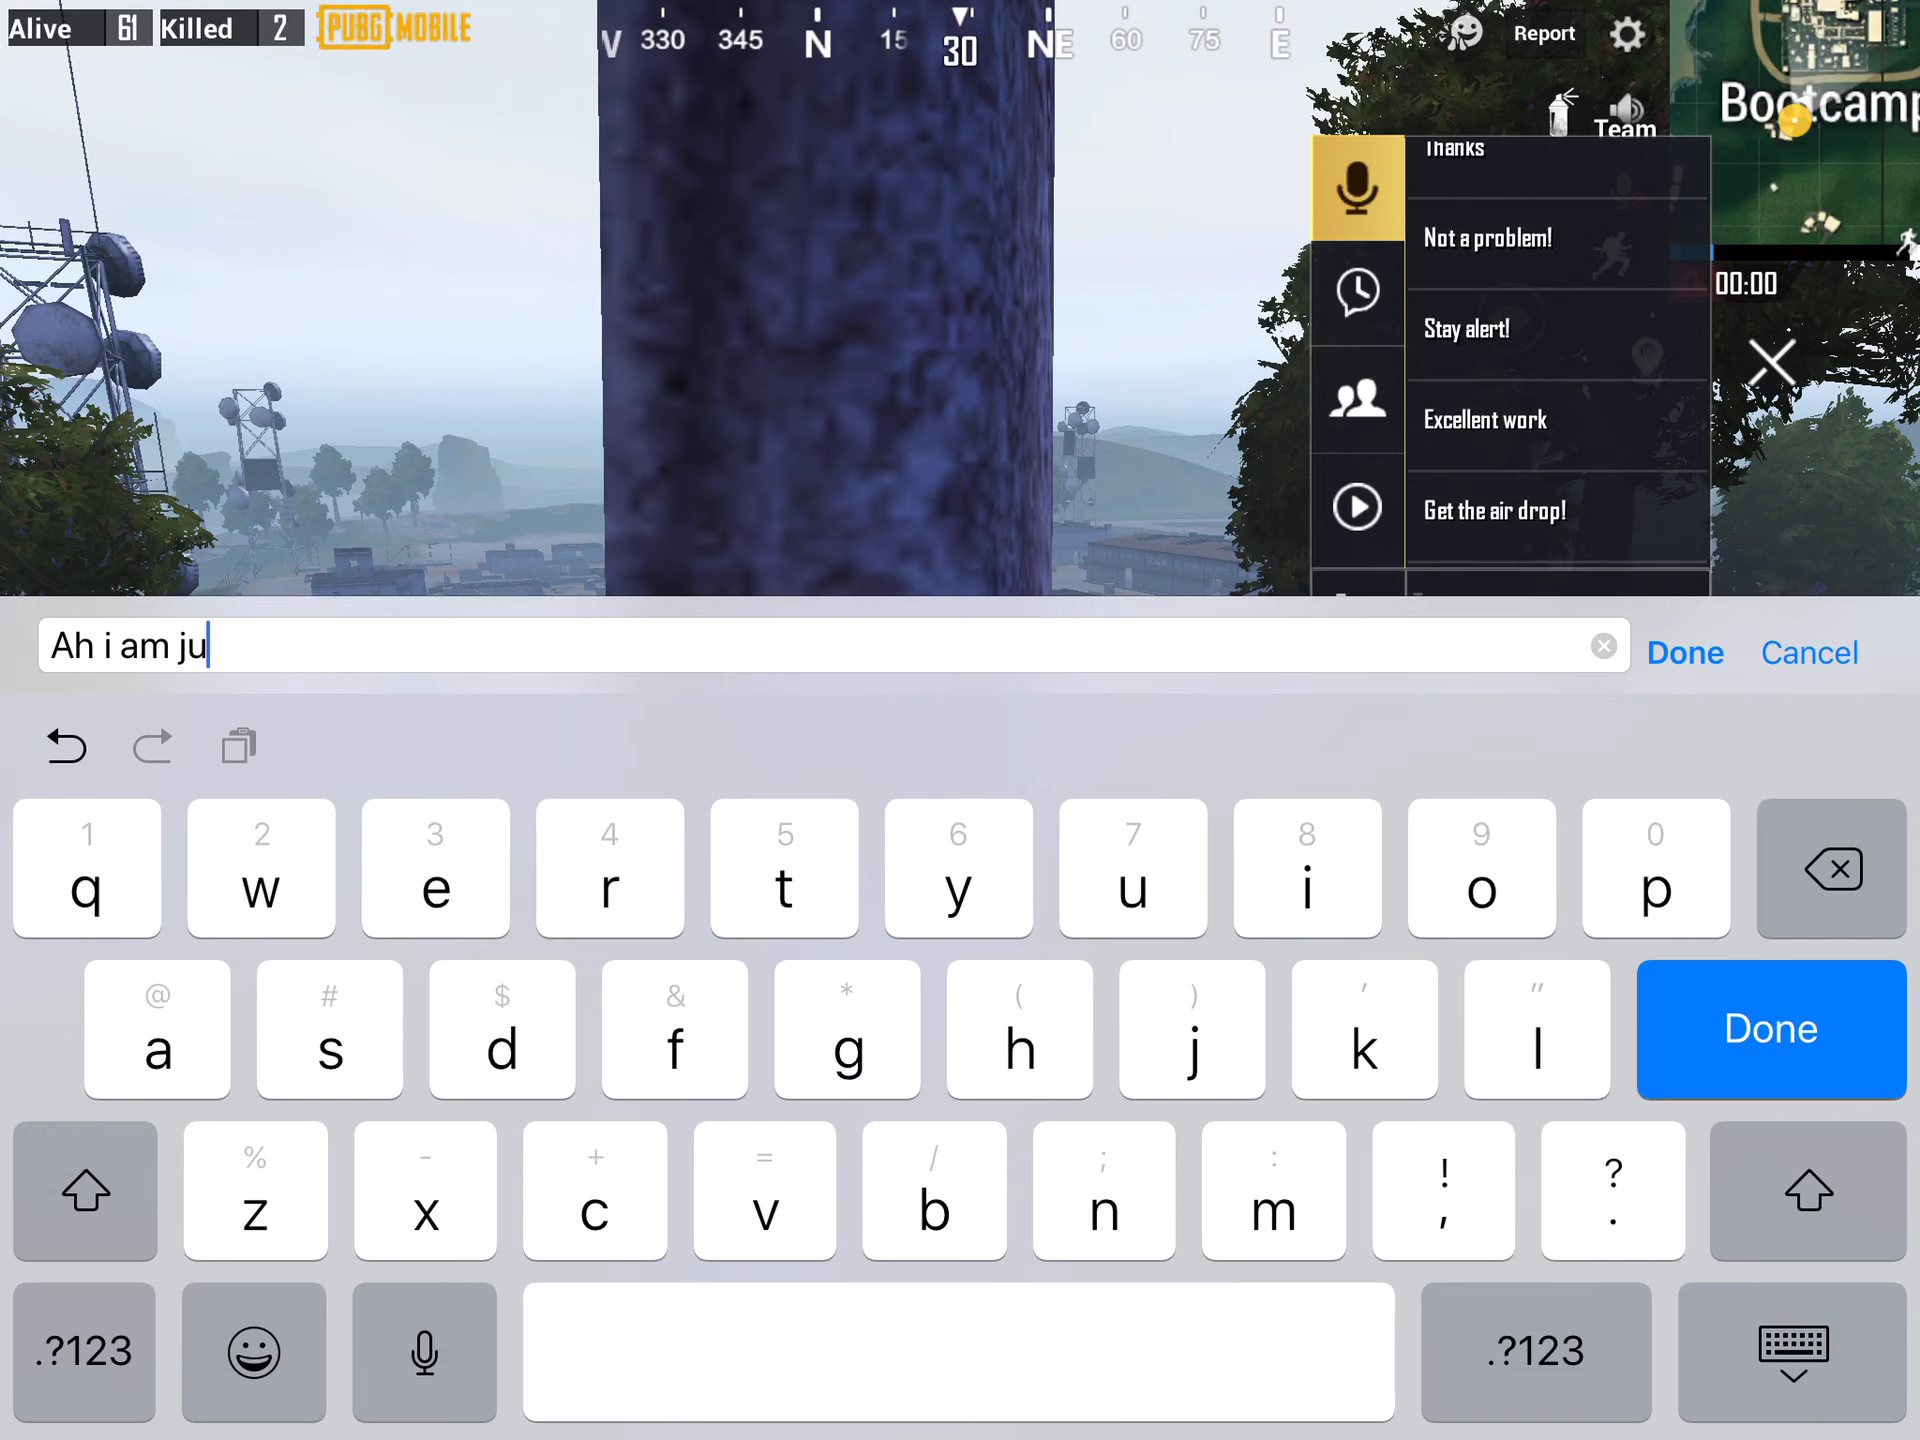 Alive 61 Killed 2 PUBG MOBILE
330 345 N 15 30 NE 60 75 E
Report
Team
Bootcamp
Thanks
Not a problem!
00:00
Stay alert!
Excellent work
Get the air drop!
Ah i am ju
Done Cancel
1 2 3 4 5 6 7 8 9 0
q w e r t y u i o p
@ # $ & * ( ) ' "
a s d f g h j k l Done
% - + = / ; : ! ?
z x c v b n m , .
.?123 .?123